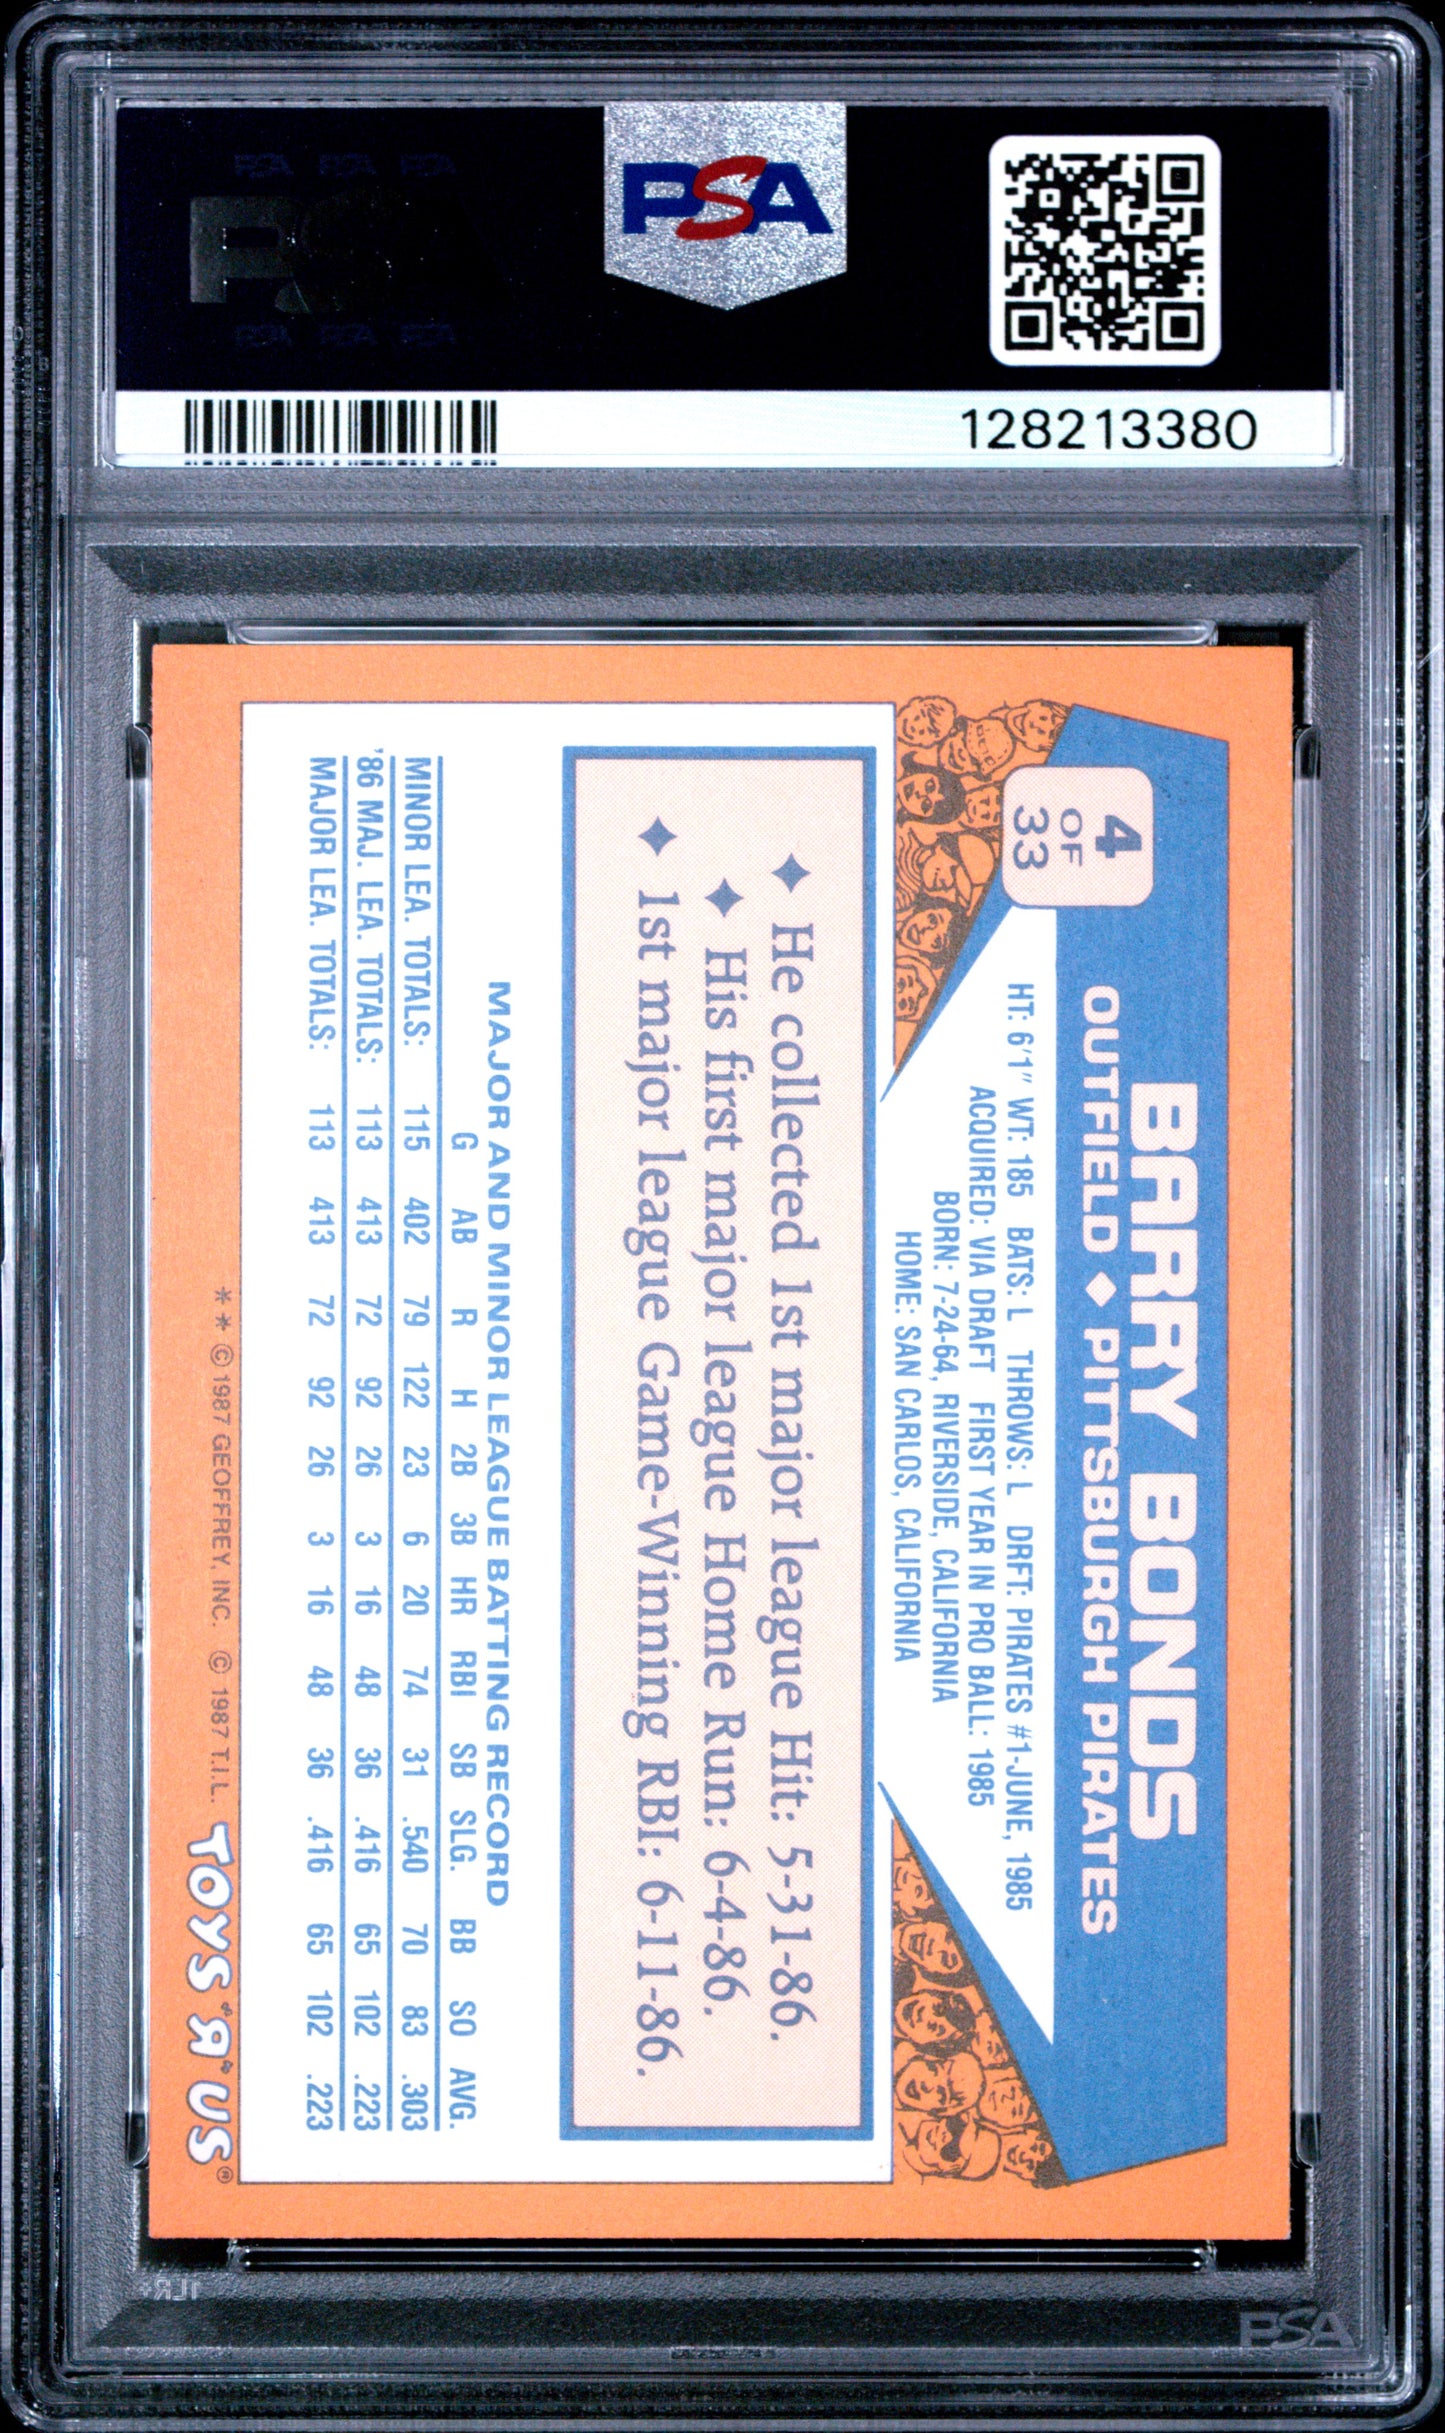 PSA
128213380
4
OF
33
BARRY BONDS
OUTFIELD ◆ PITTSBURGH PIRATES
HT: 6'1" WT: 185 BATS: L THROWS: L DRFT: PIRATES #1-JUNE, 1985
ACQUIRED: VIA DRAFT FIRST YEAR IN PRO BALL: 1985
BORN: 7-24-64, RIVERSIDE, CALIFORNIA
HOME: SAN CARLOS, CALIFORNIA
✦ He collected 1st major league Hit: 5-31-86.
✦ His first major league Home Run: 6-4-86.
✦ 1st major league Game-Winning RBI: 6-11-86.
MAJOR AND MINOR LEAGUE BATTING RECORD
G AB R H 2B 3B HR RBI SB SLG. BB SO AVG.
MINOR LEA. TOTALS: 115 402 79 122 23 6 20 74 31 .540 70 83 .303
'86 MAJ. LEA. TOTALS: 113 413 72 92 26 3 16 48 36 .416 65 102 .223
MAJOR LEA. TOTALS: 113 413 72 92 26 3 16 48 36 .416 65 102 .223
** © 1987 GEOFFREY, INC. © 1987 T.I.L. TOYS "Я" US®
PSA